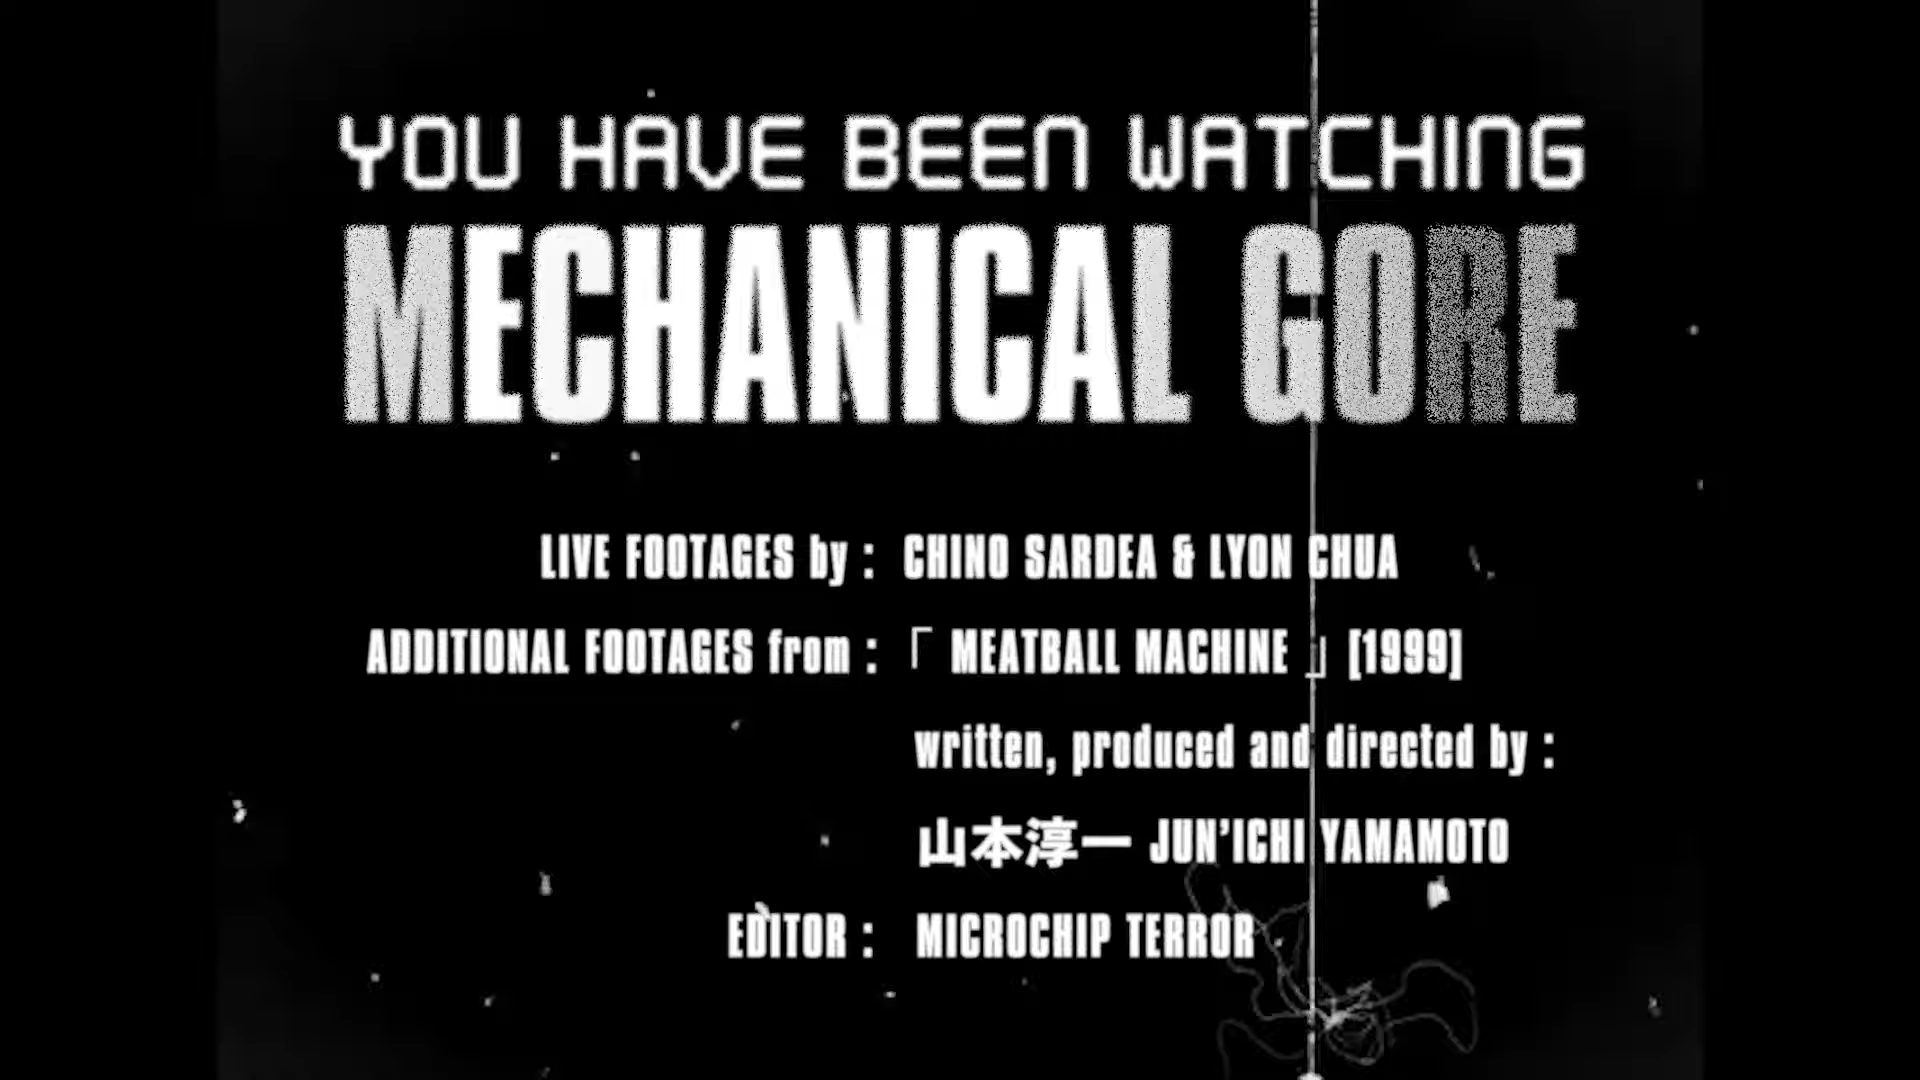 YOU HAVE BEEN WATCHING
MECHANICAL GORE
LIVE FOOTAGES by : CHINO SARDEA & LYON CHUA
ADDITIONAL FOOTAGES from : 「 MEATBALL MACHINE 」 [1999]
written, produced and directed by :
山本淳一 JUN’ICHI YAMAMOTO
EDITOR : MICROCHIP TERROR